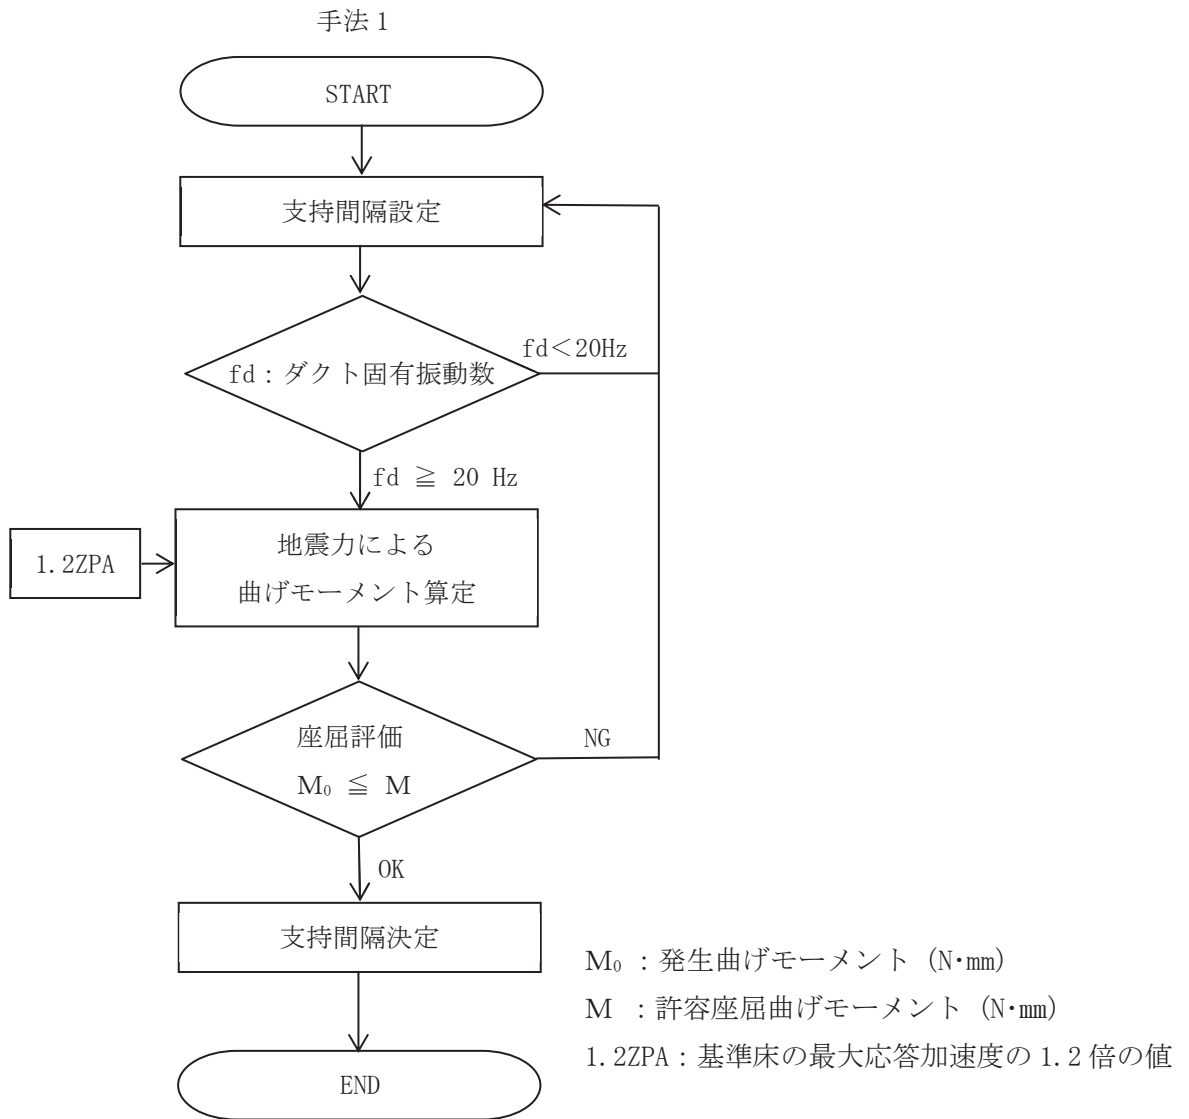 手法1
START
支持間隔設定
fd<20Hz
fd:ダクト固有振動数
fd ≧ 20 Hz
1.2ZPA
地震力による
曲げモーメント算定
座屈評価
M₀ ≦ M
NG
OK
支持間隔決定
M₀ :発生曲げモーメント (N・mm)
M :許容座屈曲げモーメント (N・mm)
1.2ZPA:基準床の最大応答加速度の1.2倍の値
END